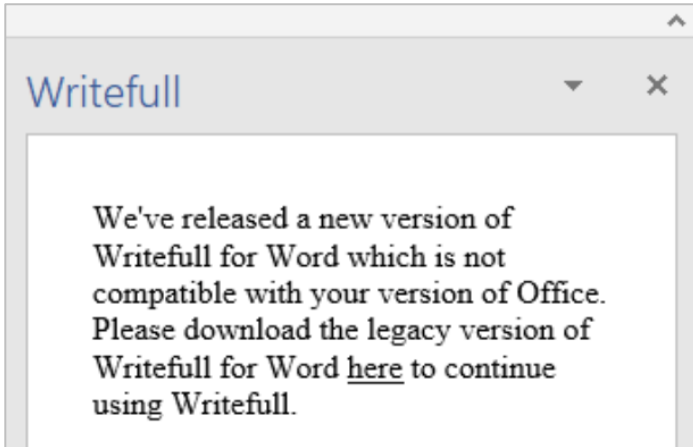 Writefull
We've released a new version of
Writefull for Word which is not
compatible with your version of Office.
Please download the legacy version of
Writefull for Word here to continue
using Writefull.